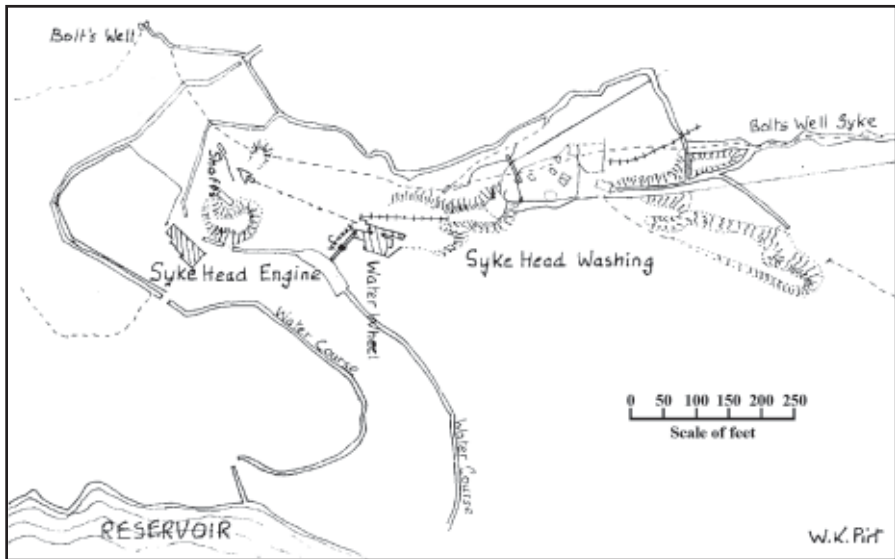 Bolt's Well
Bolts Well Syke
Shafts
Syke Head Engine
Water Wheel
Syke Head Washing
Water Course
Water Course
0 50 100 150 200 250
Scale of feet
RESERVOIR
W.K. Pirt